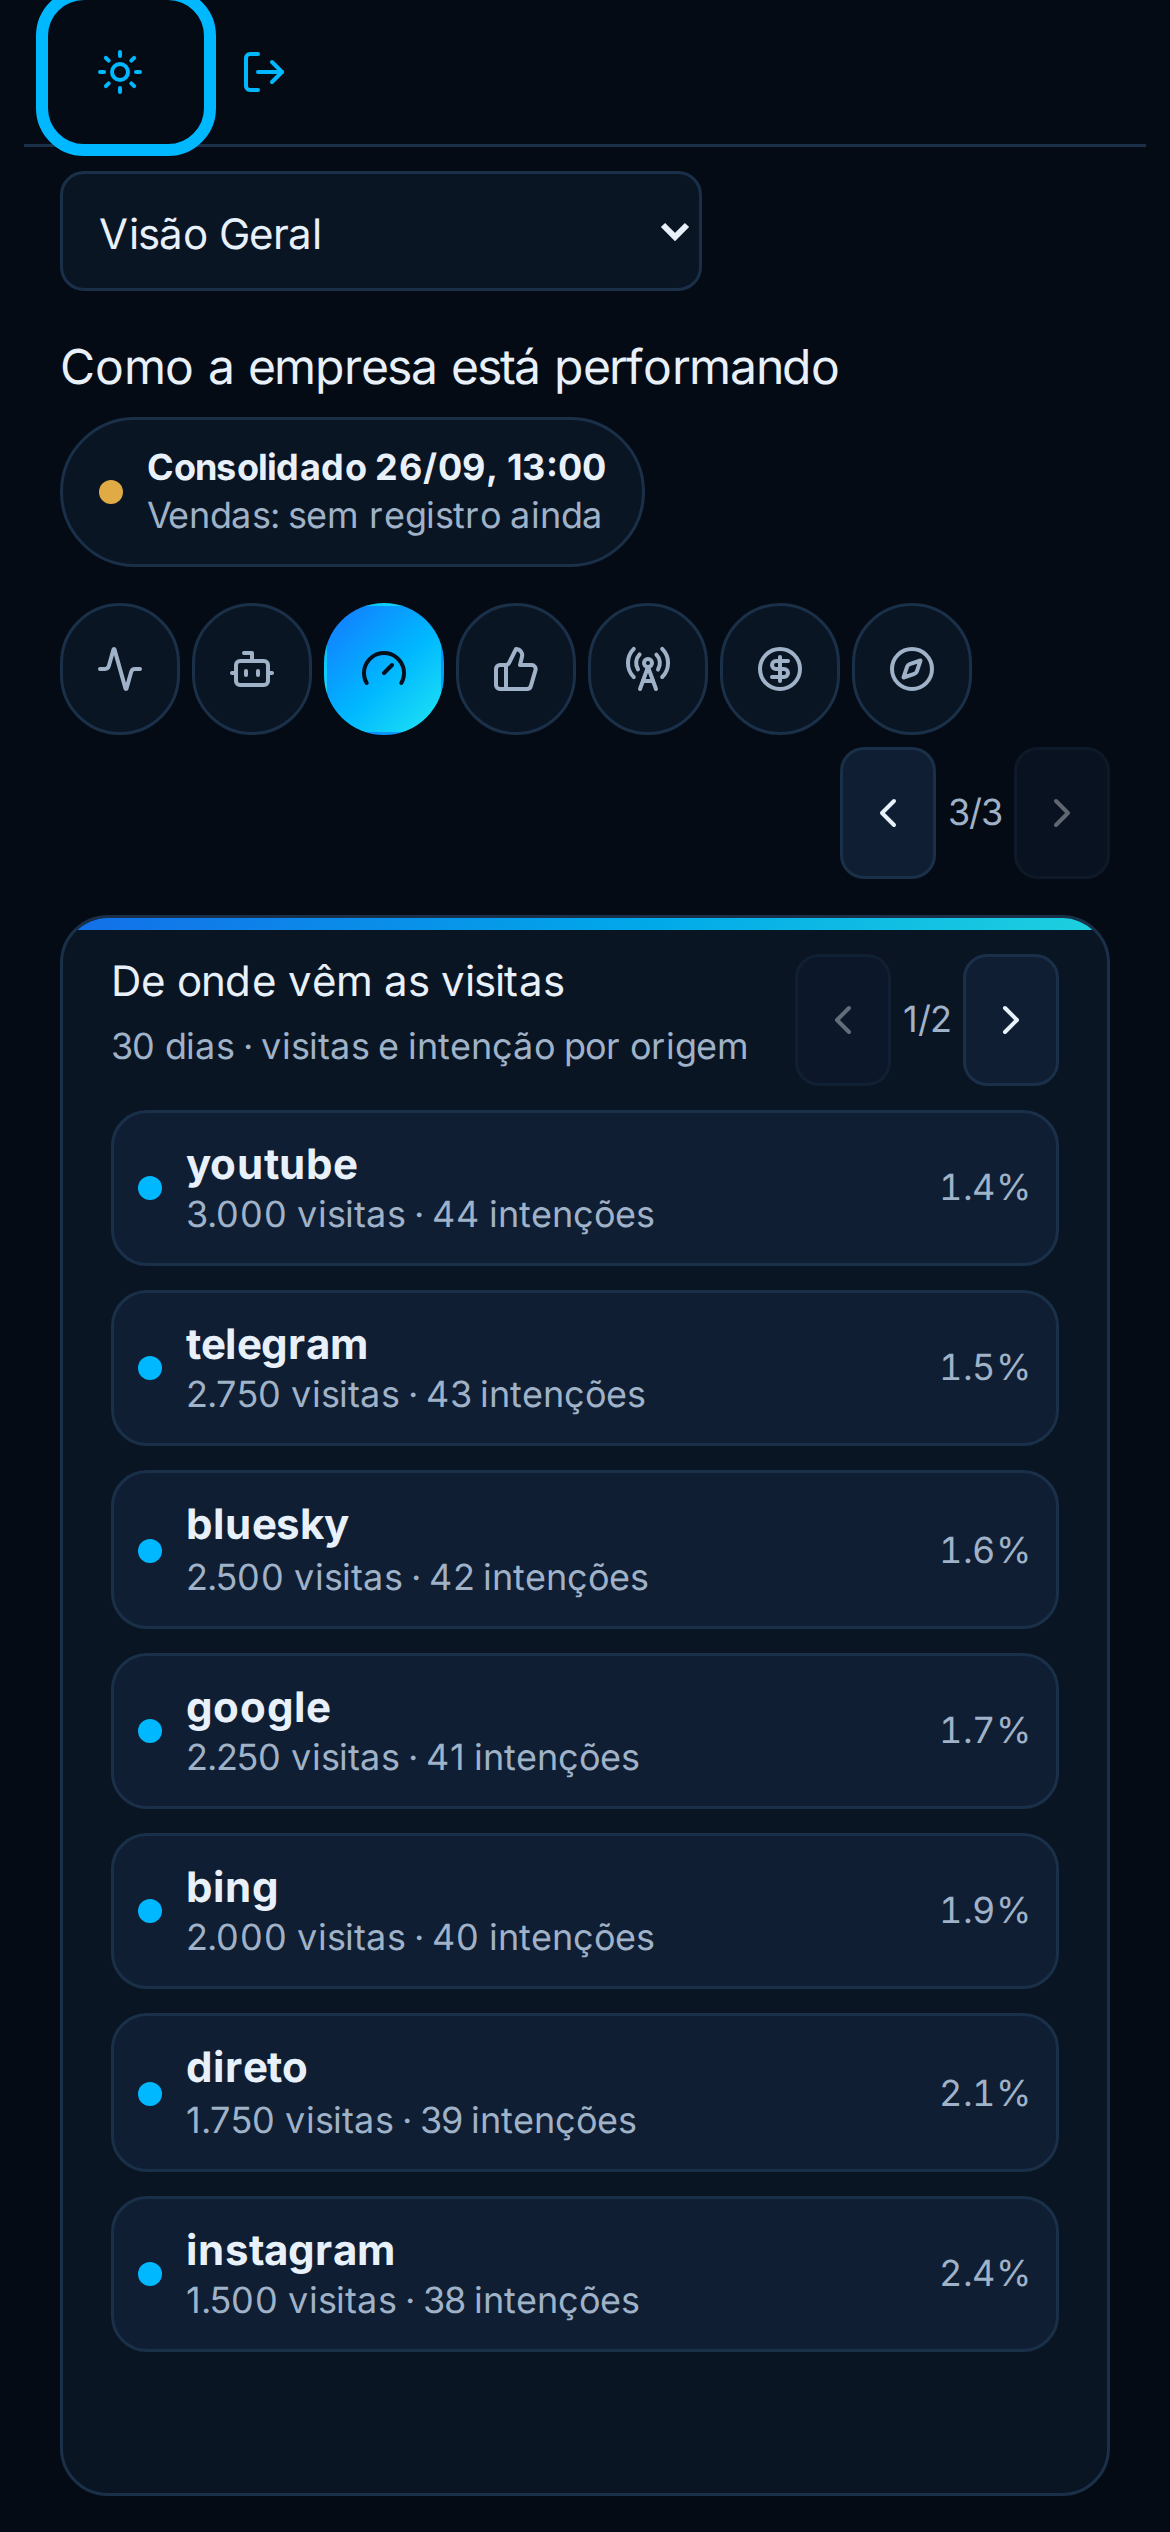 Visão Geral
Como a empresa está performando
Consolidado 26/09, 13:00
Vendas: sem registro ainda
3/3
De onde vêm as visitas
30 dias · visitas e intenção por origem
1/2
youtube
3.000 visitas · 44 intenções
1.4%
telegram
2.750 visitas · 43 intenções
1.5%
bluesky
2.500 visitas · 42 intenções
1.6%
google
2.250 visitas · 41 intenções
1.7%
bing
2.000 visitas · 40 intenções
1.9%
direto
1.750 visitas · 39 intenções
2.1%
instagram
1.500 visitas · 38 intenções
2.4%